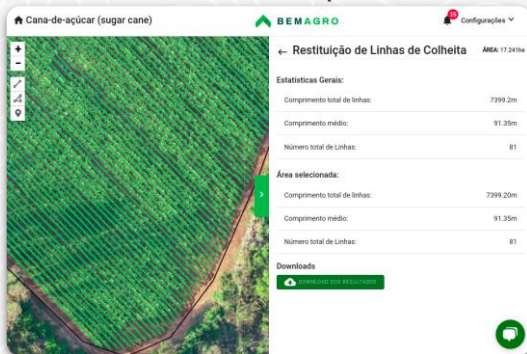 Cana-de-açúcar (sugar cane)
BEMAGRO
15
Configurações
← Restituição de Linhas de Colheita
ÁREA: 17.241ha
Estatísticas Gerais:
Comprimento total de linhas: 7399.2m
Comprimento médio: 91.35m
Número total de Linhas: 81
Área selecionada:
Comprimento total de linhas: 7399.20m
Comprimento médio: 91.35m
Número total de Linhas: 81
Downloads
DOWNLOAD DOS RESULTADOS